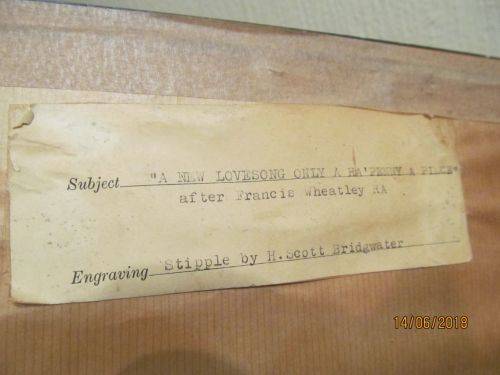 Subject "A NEW LOVESONG ONLY A HA'PENNY A PIECE"
after Francis Wheatley RA
Engraving Stipple by H. Scott Bridgwater
14/06/2018